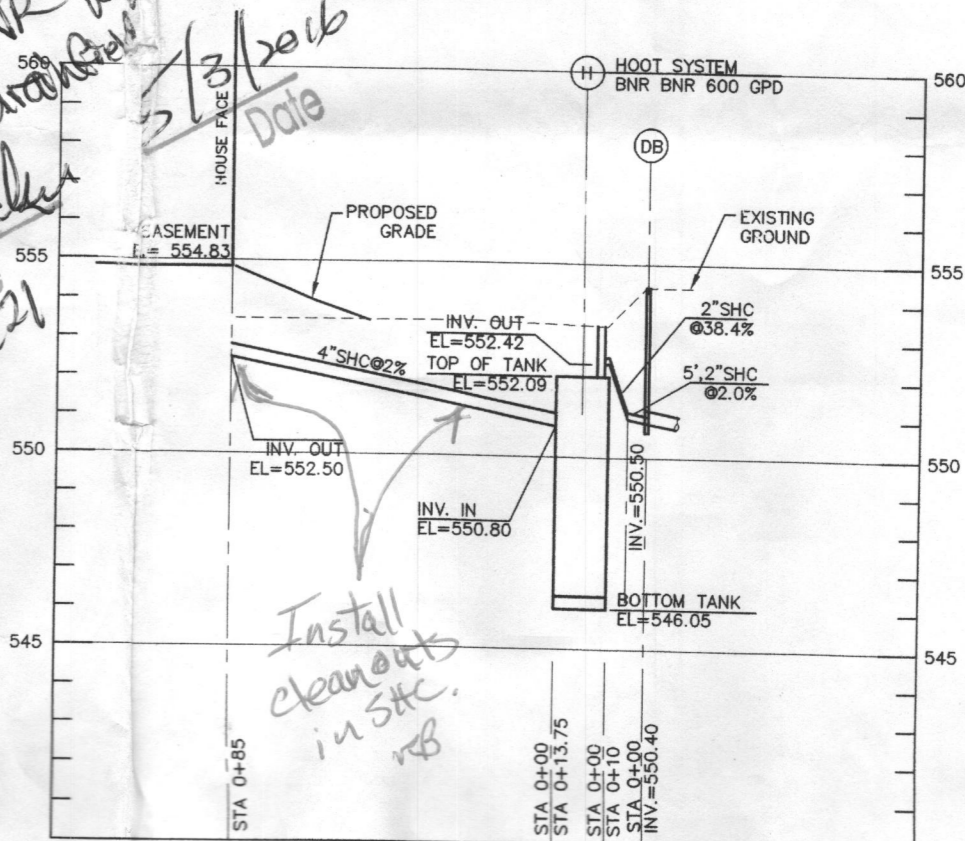 5/3/2016
Date
21
560
560
HOUSE FACE
H
HOOT SYSTEM
BNR BNR 600 GPD
DB
PROPOSED
GRADE
EXISTING
GROUND
EASEMENT
EL= 554.83
555
555
INV. OUT
EL=552.42
2"SHC
@38.4%
4"SHC@2%
TOP OF TANK
EL=552.09
5',2"SHC
@2.0%
INV. OUT
EL=552.50
550
550
INV.=550.50
INV. IN
EL=550.80
Install
cleanouts
in SHC.
BOTTOM TANK
EL=546.05
545
545
STA 0+85
STA 0+00
STA 0+13.75
STA 0+00
STA 0+10
STA 0+00
INV.=550.40